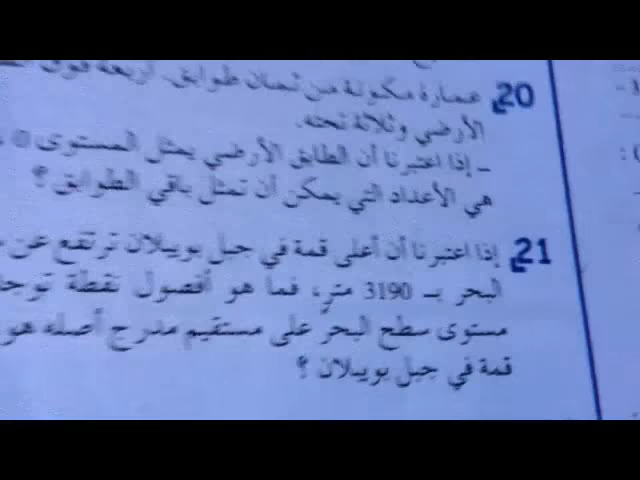 20 عمارة مكونة من ثمان طوابق. أربعة فوق
الأرضي وثلاثة تحته.
ـ إذا اعتبرنا أن الطابق الأرضي يمثل المستوى 0
هي الأعداد التي يمكن أن تمثل باقي الطوابق ؟
21 إذا اعتبرنا أن أعلى قمة في جبل بويبلان ترتفع عن
البحر بـ 3190 متر، فما هو أفصول نقطة
مستوى سطح البحر على مستقيم مدرج أصله هو
قمة في جبل بويبلان ؟